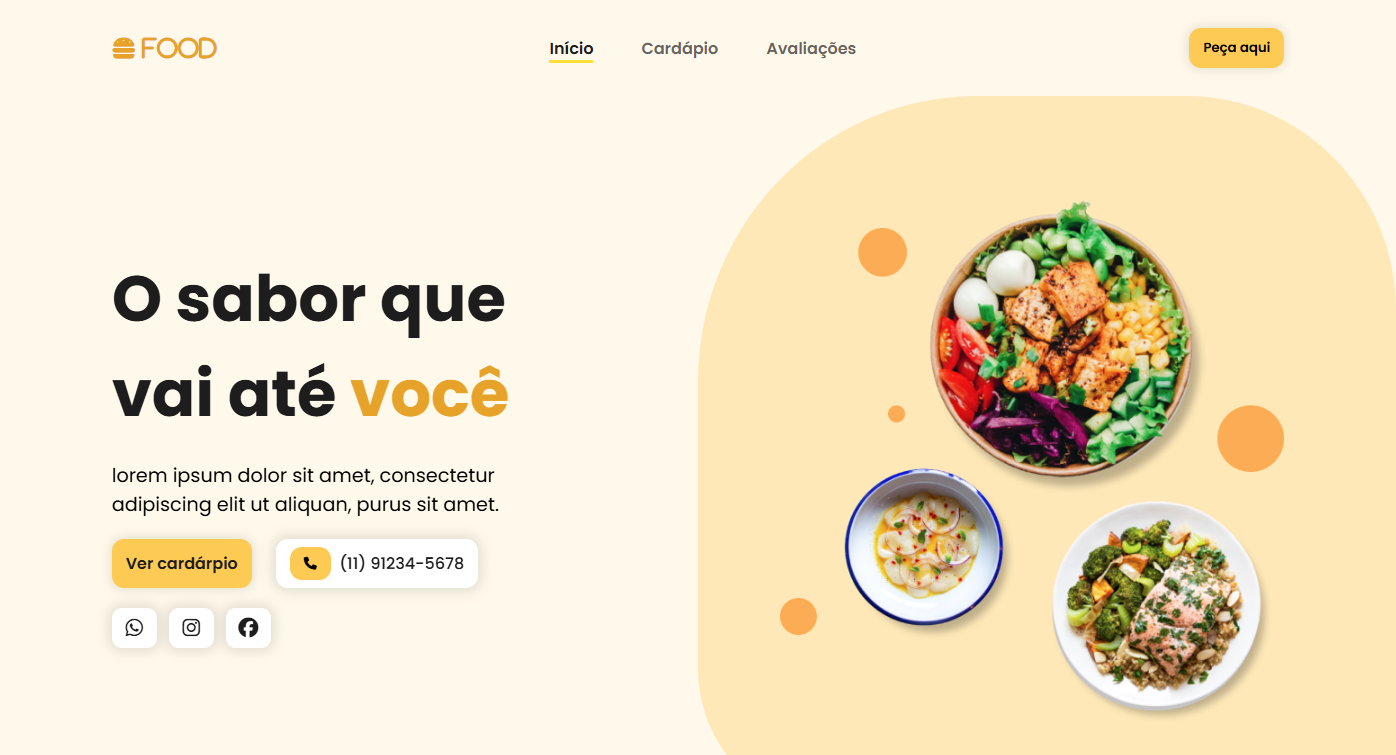 FOOD
Início
Cardápio
Avaliações
Peça aqui
O sabor que
vai até você
lorem ipsum dolor sit amet, consectetur
adipiscing elit ut aliquan, purus sit amet.
Ver cardárpio
(11) 91234-5678